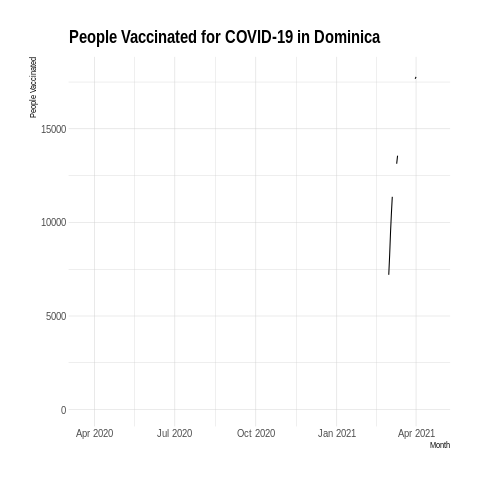 People Vaccinated for COVID-19 in Dominica
People Vaccinated
15000
10000
5000
0
Apr 2020 Jul 2020 Oct 2020 Jan 2021 Apr 2021
Month